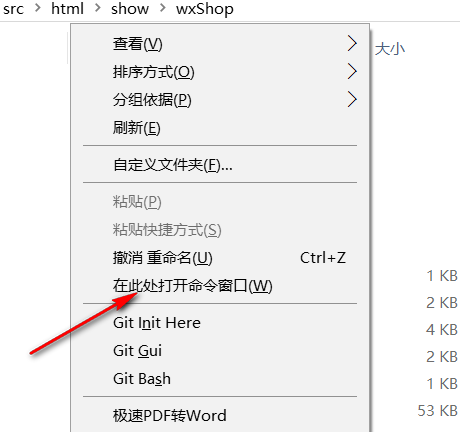 src > html > show > wxShop
大小
查看(V)
排序方式(O)
分组依据(P)
刷新(E)
自定义文件夹(F)...
粘贴(P)
粘贴快捷方式(S)
撤消 重命名(U) Ctrl+Z
在此处打开命令窗口(W)
Git Init Here
Git Gui
Git Bash
极速PDF转Word
1 KB
2 KB
4 KB
2 KB
1 KB
53 KB